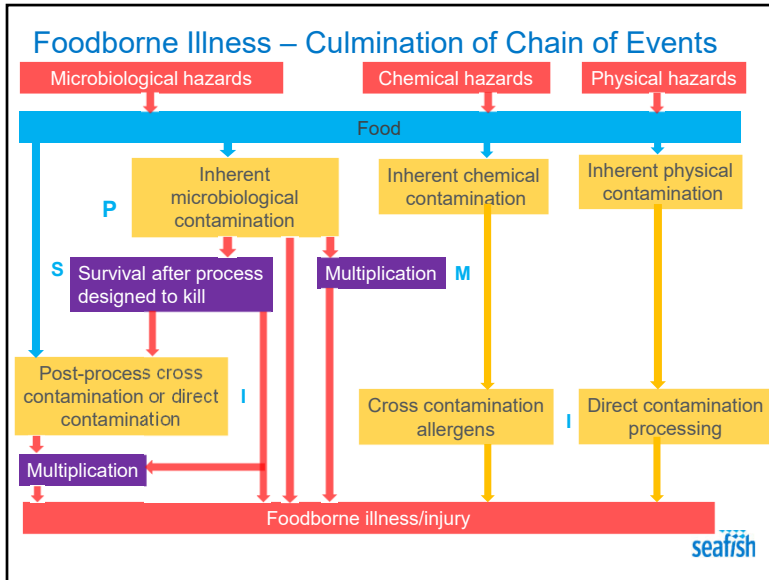 Foodborne Illness – Culmination of Chain of Events
Microbiological hazards
Chemical hazards
Physical hazards
Food
Inherent
microbiological
contamination
P
Inherent chemical
contamination
Inherent physical
contamination
S
Survival after process
designed to kill
Multiplication
M
Post-process cross
contamination or direct
contamination
I
Cross contamination
allergens
I
Direct contamination
processing
Multiplication
Foodborne illness/injury
seafish